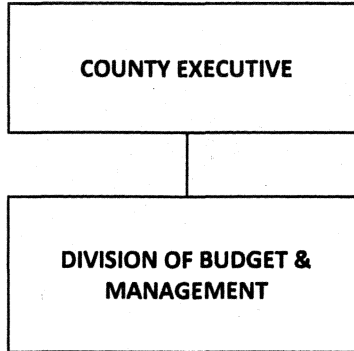 COUNTY EXECUTIVE
DIVISION OF BUDGET &
MANAGEMENT